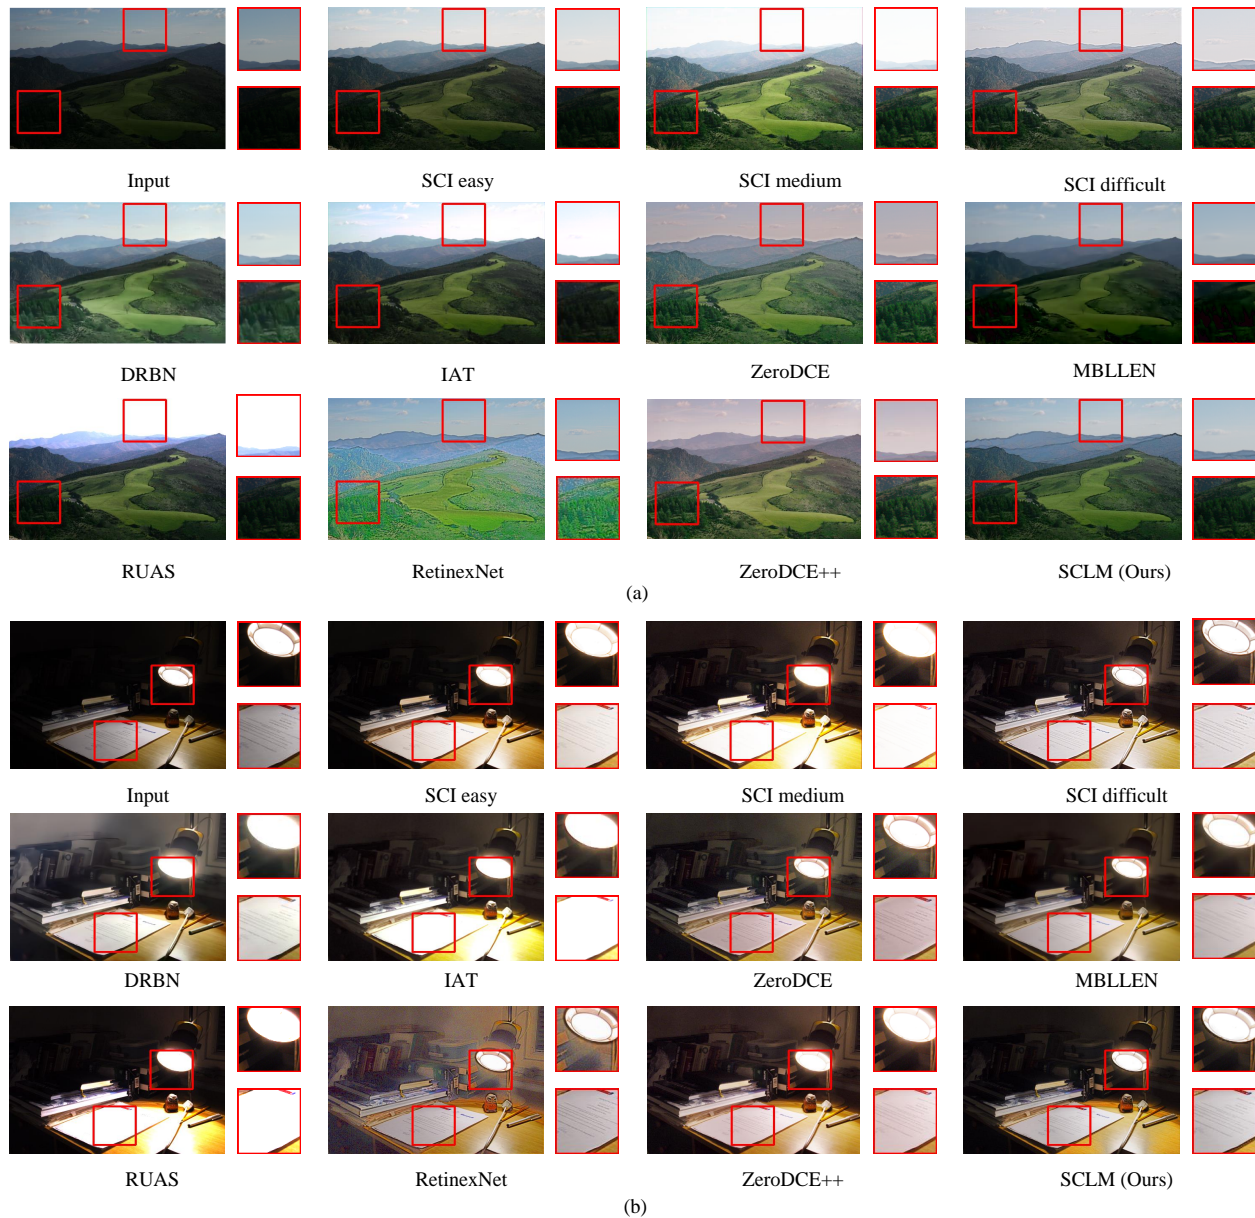 Input
SCI easy
SCI medium
SCI difficult
DRBN
IAT
ZeroDCE
MBLLEN
RUAS
RetinexNet
ZeroDCE++
SCLM (Ours)
(a)
Input
SCI easy
SCI medium
SCI difficult
DRBN
IAT
ZeroDCE
MBLLEN
RUAS
RetinexNet
ZeroDCE++
SCLM (Ours)
(b)